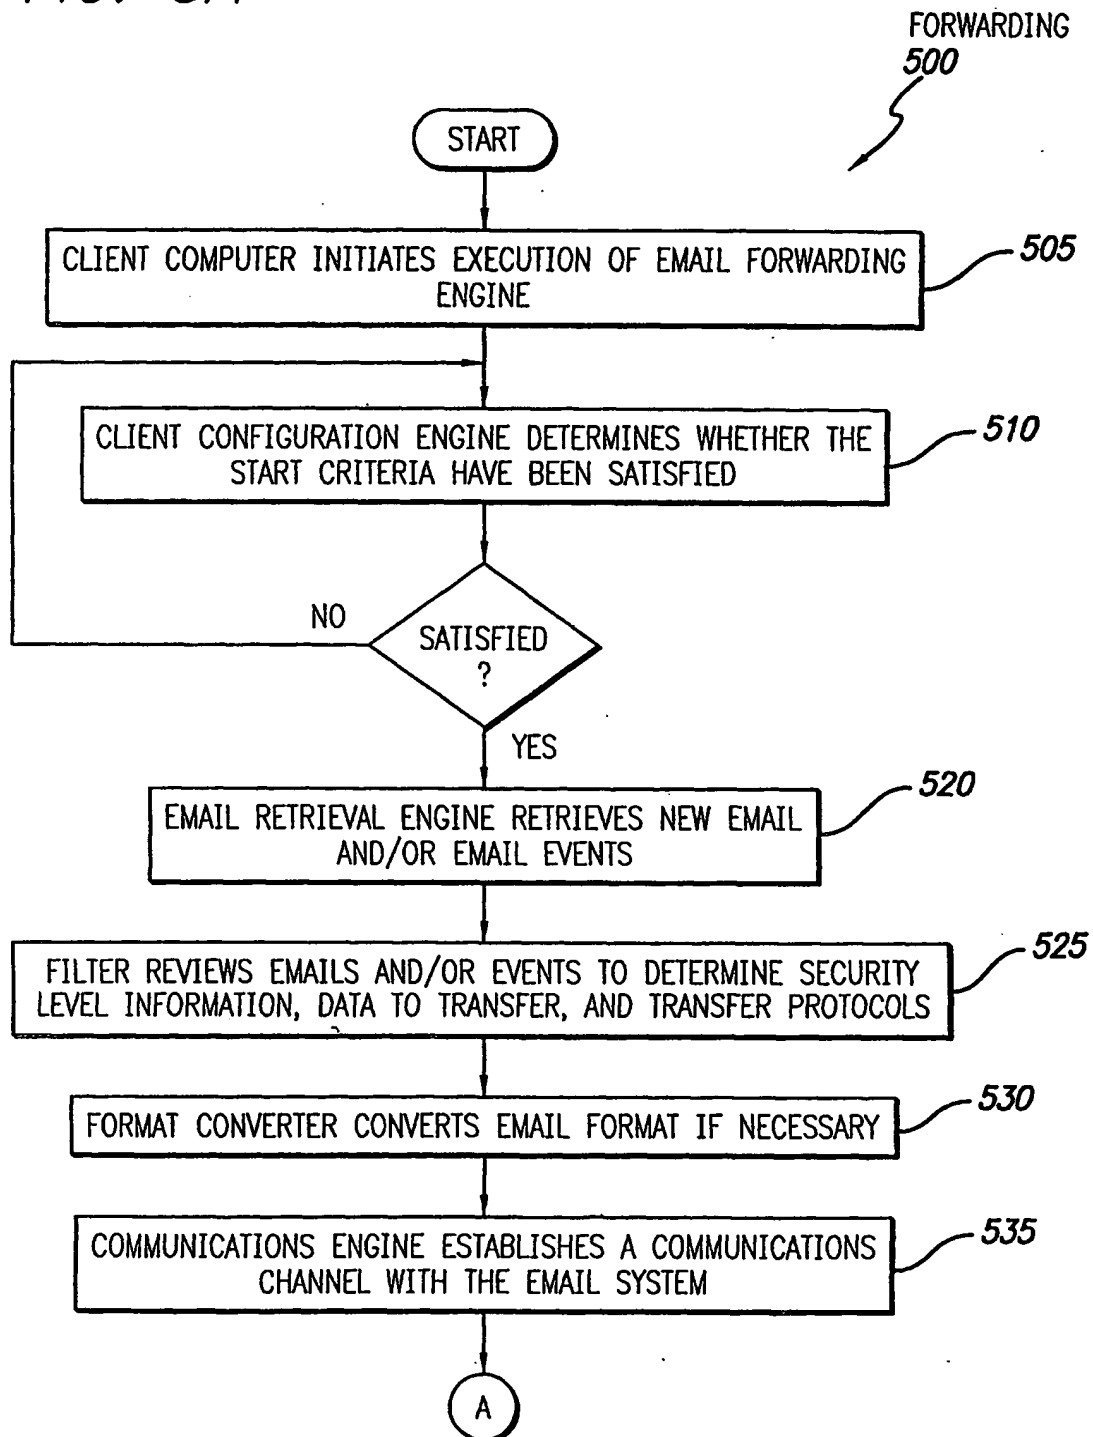 FORWARDING
500
START
CLIENT COMPUTER INITIATES EXECUTION OF EMAIL FORWARDING
ENGINE
505
CLIENT CONFIGURATION ENGINE DETERMINES WHETHER THE
START CRITERIA HAVE BEEN SATISFIED
510
NO
SATISFIED
?
YES
520
EMAIL RETRIEVAL ENGINE RETRIEVES NEW EMAIL
AND/OR EMAIL EVENTS
525
FILTER REVIEWS EMAILS AND/OR EVENTS TO DETERMINE SECURITY
LEVEL INFORMATION, DATA TO TRANSFER, AND TRANSFER PROTOCOLS
530
FORMAT CONVERTER CONVERTS EMAIL FORMAT IF NECESSARY
535
COMMUNICATIONS ENGINE ESTABLISHES A COMMUNICATIONS
CHANNEL WITH THE EMAIL SYSTEM
A